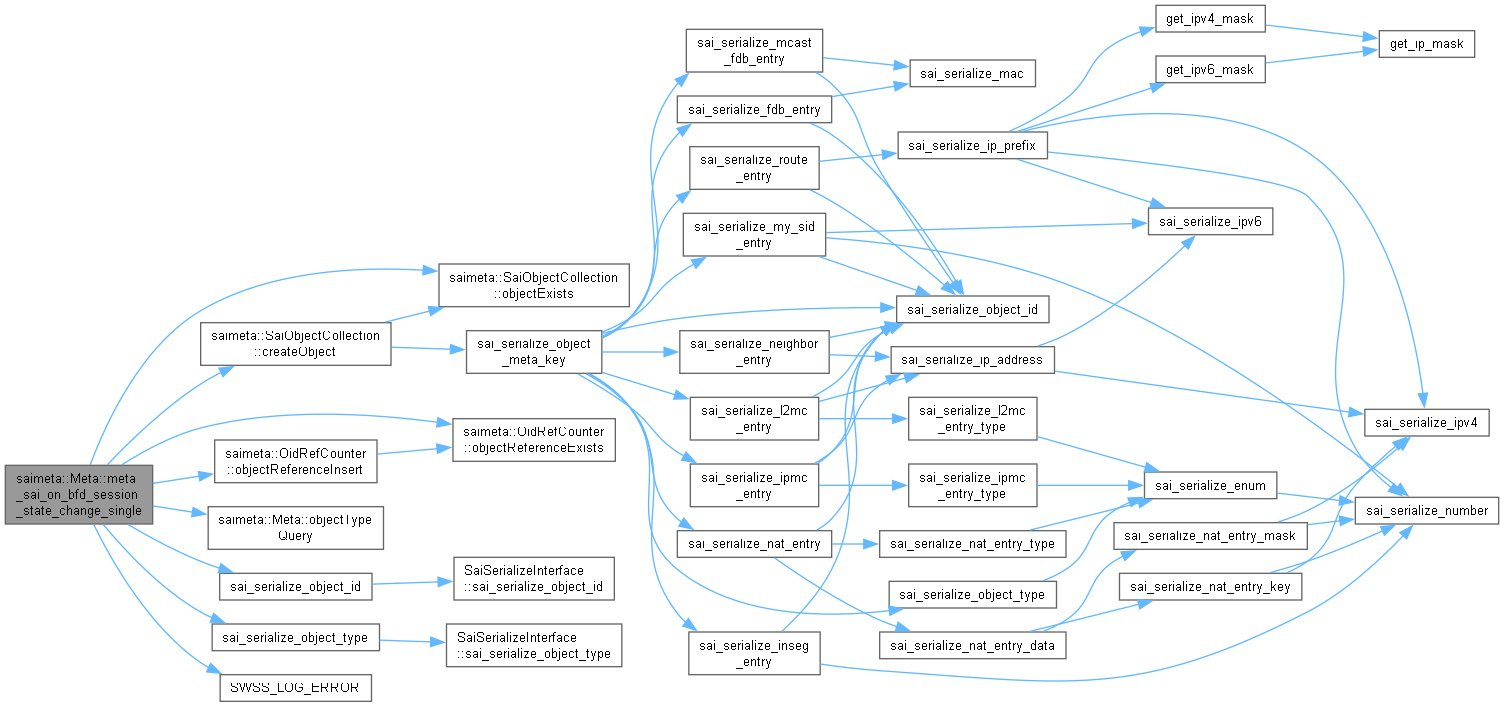 saimeta::Meta::meta
_sai_on_bfd_session
_state_change_single
saimeta::SaiObjectCollection
::objectExists
saimeta::SaiObjectCollection
::createObject
saimeta::OidRefCounter
::objectReferenceExists
saimeta::OidRefCounter
::objectReferenceInsert
saimeta::Meta::objectType
Query
sai_serialize_object_id
SaiSerializeInterface
::sai_serialize_object_id
sai_serialize_object_type
SaiSerializeInterface
::sai_serialize_object_type
SWSS_LOG_ERROR
sai_serialize_object
_meta_key
sai_serialize_mcast
_fdb_entry
sai_serialize_fdb_entry
sai_serialize_route
_entry
sai_serialize_my_sid
_entry
sai_serialize_neighbor
_entry
sai_serialize_l2mc
_entry
sai_serialize_ipmc
_entry
sai_serialize_nat_entry
sai_serialize_inseg
_entry
sai_serialize_mac
sai_serialize_ip_prefix
sai_serialize_object_id
sai_serialize_ip_address
sai_serialize_l2mc
_entry_type
sai_serialize_ipmc
_entry_type
sai_serialize_nat_entry_type
sai_serialize_object_type
sai_serialize_nat_entry_data
get_ipv4_mask
get_ipv6_mask
get_ip_mask
sai_serialize_ipv6
sai_serialize_ipv4
sai_serialize_enum
sai_serialize_number
sai_serialize_nat_entry_mask
sai_serialize_nat_entry_key